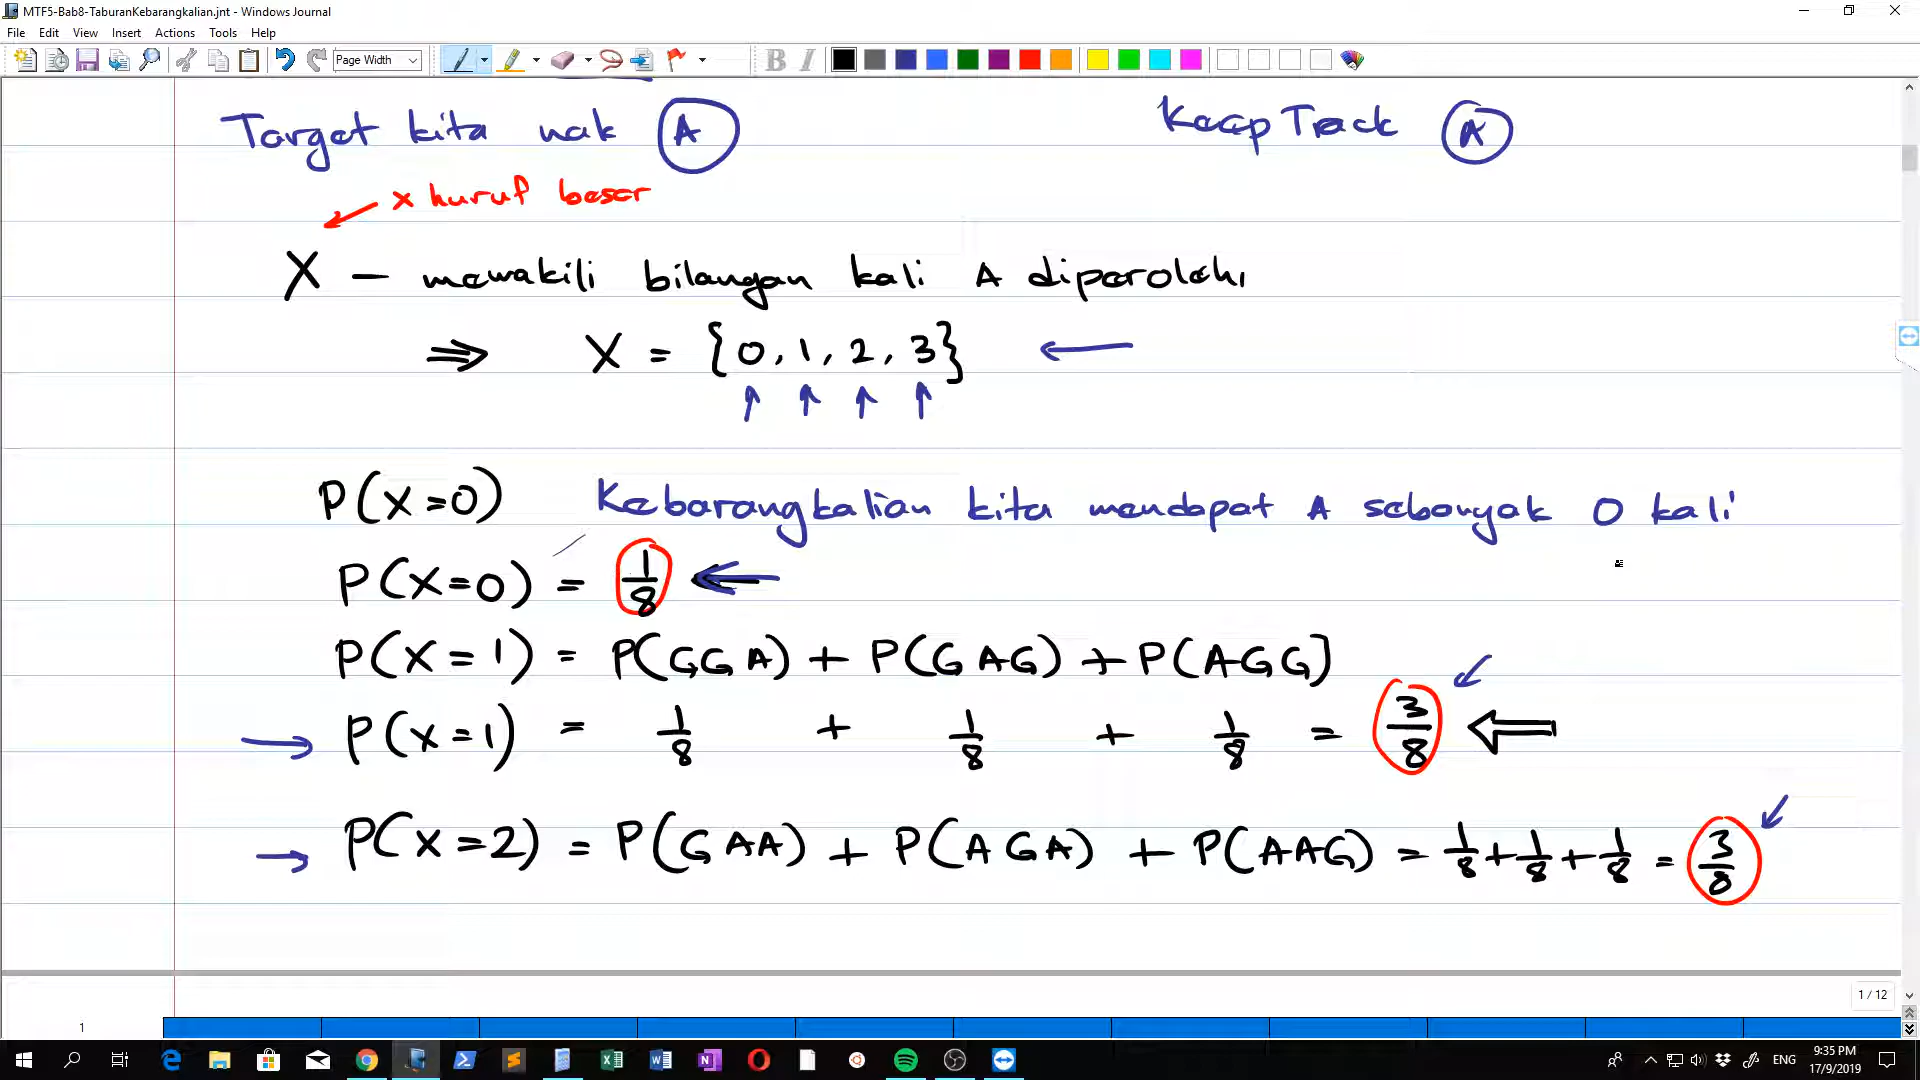 MTF5-Bab8-TaburanKebarangkalian.jnt - Windows Journal
File Edit View Insert Actions Tools Help
Page Width B I
Target kita nak A
Keep Track A
x huruf besar
X – mewakili bilangan kali A diperolehi
⇒ X = {0, 1, 2, 3} ←
↑ ↑ ↑ ↑
P(X=0) Kebarangkalian kita mendapat A sebanyak 0 kali
P(X=0) = 1/8 ⇐
P(X=1) = P(GGA) + P(GAG) + P(AGG)
→ P(X=1) = 1/8 + 1/8 + 1/8 = 3/8 ⇐
→ P(X=2) = P(GAA) + P(AGA) + P(AAG) = 1/8 + 1/8 + 1/8 = 3/8
1 / 12
1
ENG
9:35 PM
17/9/2019